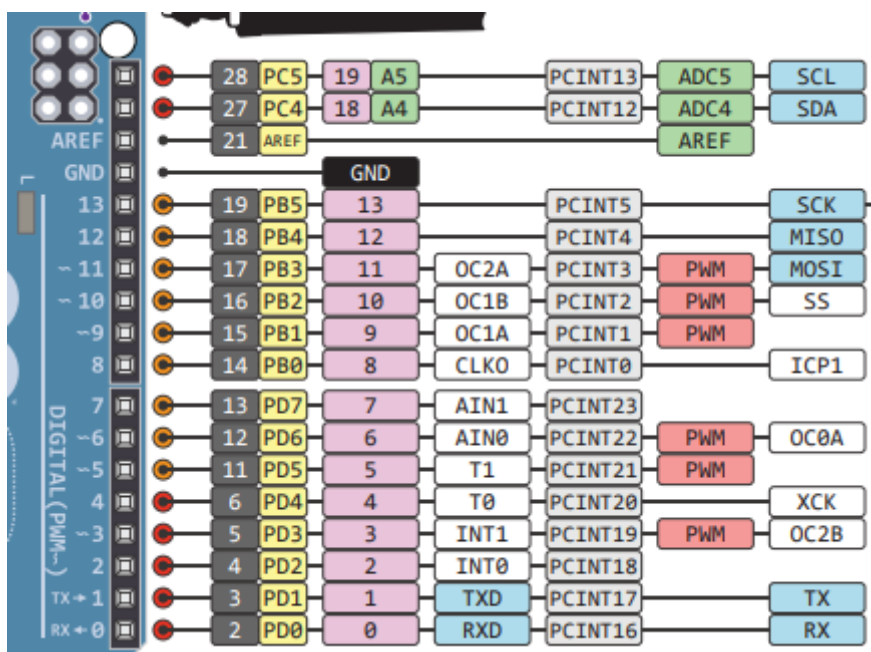 28 PC5 19 A5 PCINT13 ADC5 SCL
27 PC4 18 A4 PCINT12 ADC4 SDA
AREF 21 AREF AREF
GND GND
L
13 19 PB5 13 PCINT5 SCK
12 18 PB4 12 PCINT4 MISO
~11 17 PB3 11 OC2A PCINT3 PWM MOSI
~10 16 PB2 10 OC1B PCINT2 PWM SS
~9 15 PB1 9 OC1A PCINT1 PWM
8 14 PB0 8 CLKO PCINT0 ICP1
7 13 PD7 7 AIN1 PCINT23
~6 12 PD6 6 AIN0 PCINT22 PWM OC0A
~5 11 PD5 5 T1 PCINT21 PWM
4 6 PD4 4 T0 PCINT20 XCK
~3 5 PD3 3 INT1 PCINT19 PWM OC2B
2 4 PD2 2 INT0 PCINT18
TX→1 3 PD1 1 TXD PCINT17 TX
RX←0 2 PD0 0 RXD PCINT16 RX
DIGITAL(PWM~)